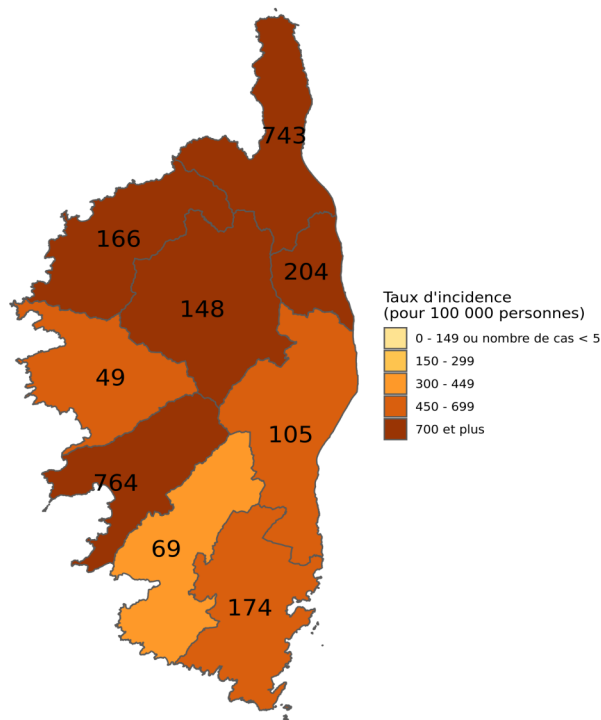 743
166
204
148
49
105
764
69
174
Taux d'incidence
(pour 100 000 personnes)
0 - 149 ou nombre de cas < 5
150 - 299
300 - 449
450 - 699
700 et plus